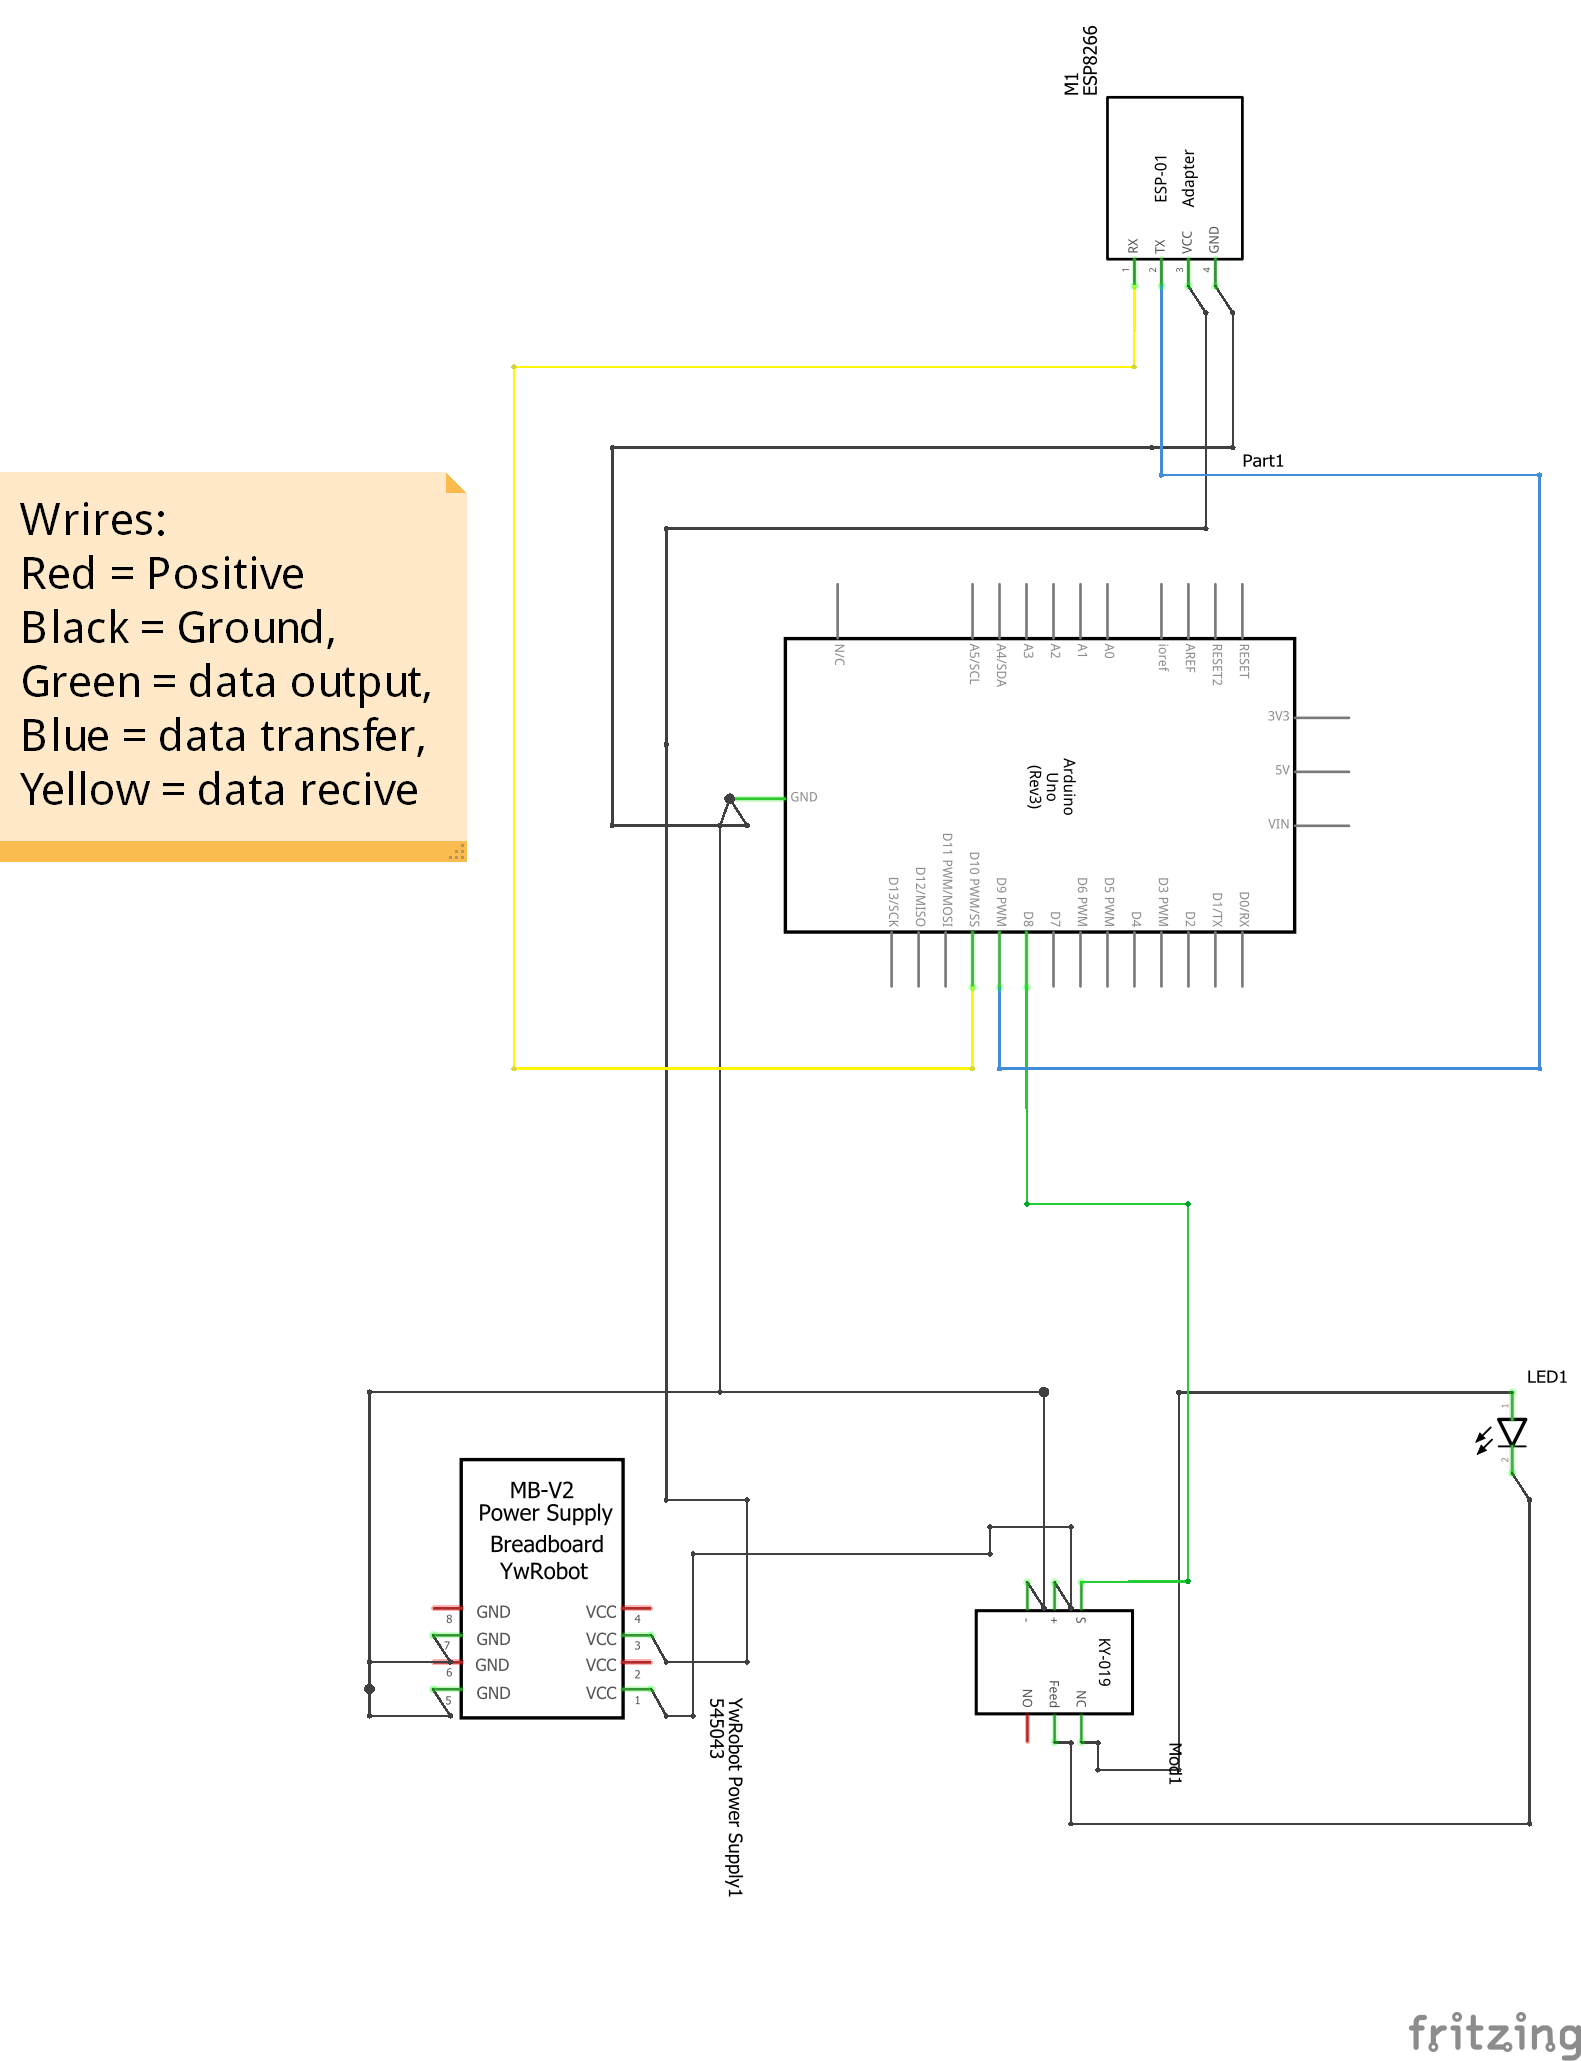 M1
ESP8266
ESP-01
Adapter
RX
TX
VCC
GND
1
2
3
4
Part1
Wrires:
Red = Positive
Black = Ground,
Green = data output,
Blue = data transfer,
Yellow = data recive
N/C
A5/SCL
A4/SDA
A3
A2
A1
A0
ioref
AREF
RESET2
RESET
3V3
5V
VIN
GND
Arduino
Uno
(Rev3)
D13/SCK
D12/MISO
D11 PWM/MOSI
D10 PWM/SS
D9 PWM
D8
D7
D6 PWM
D5 PWM
D4
D3 PWM
D2
D1/TX
D0/RX
LED1
1
2
MB-V2
Power Supply
Breadboard
YwRobot
8 GND VCC 4
7 GND VCC 3
6 GND VCC 2
5 GND VCC 1
YwRobot Power Supply1
545043
-
+
S
KY-019
NO
Feed
NC
Mod1
fritzing